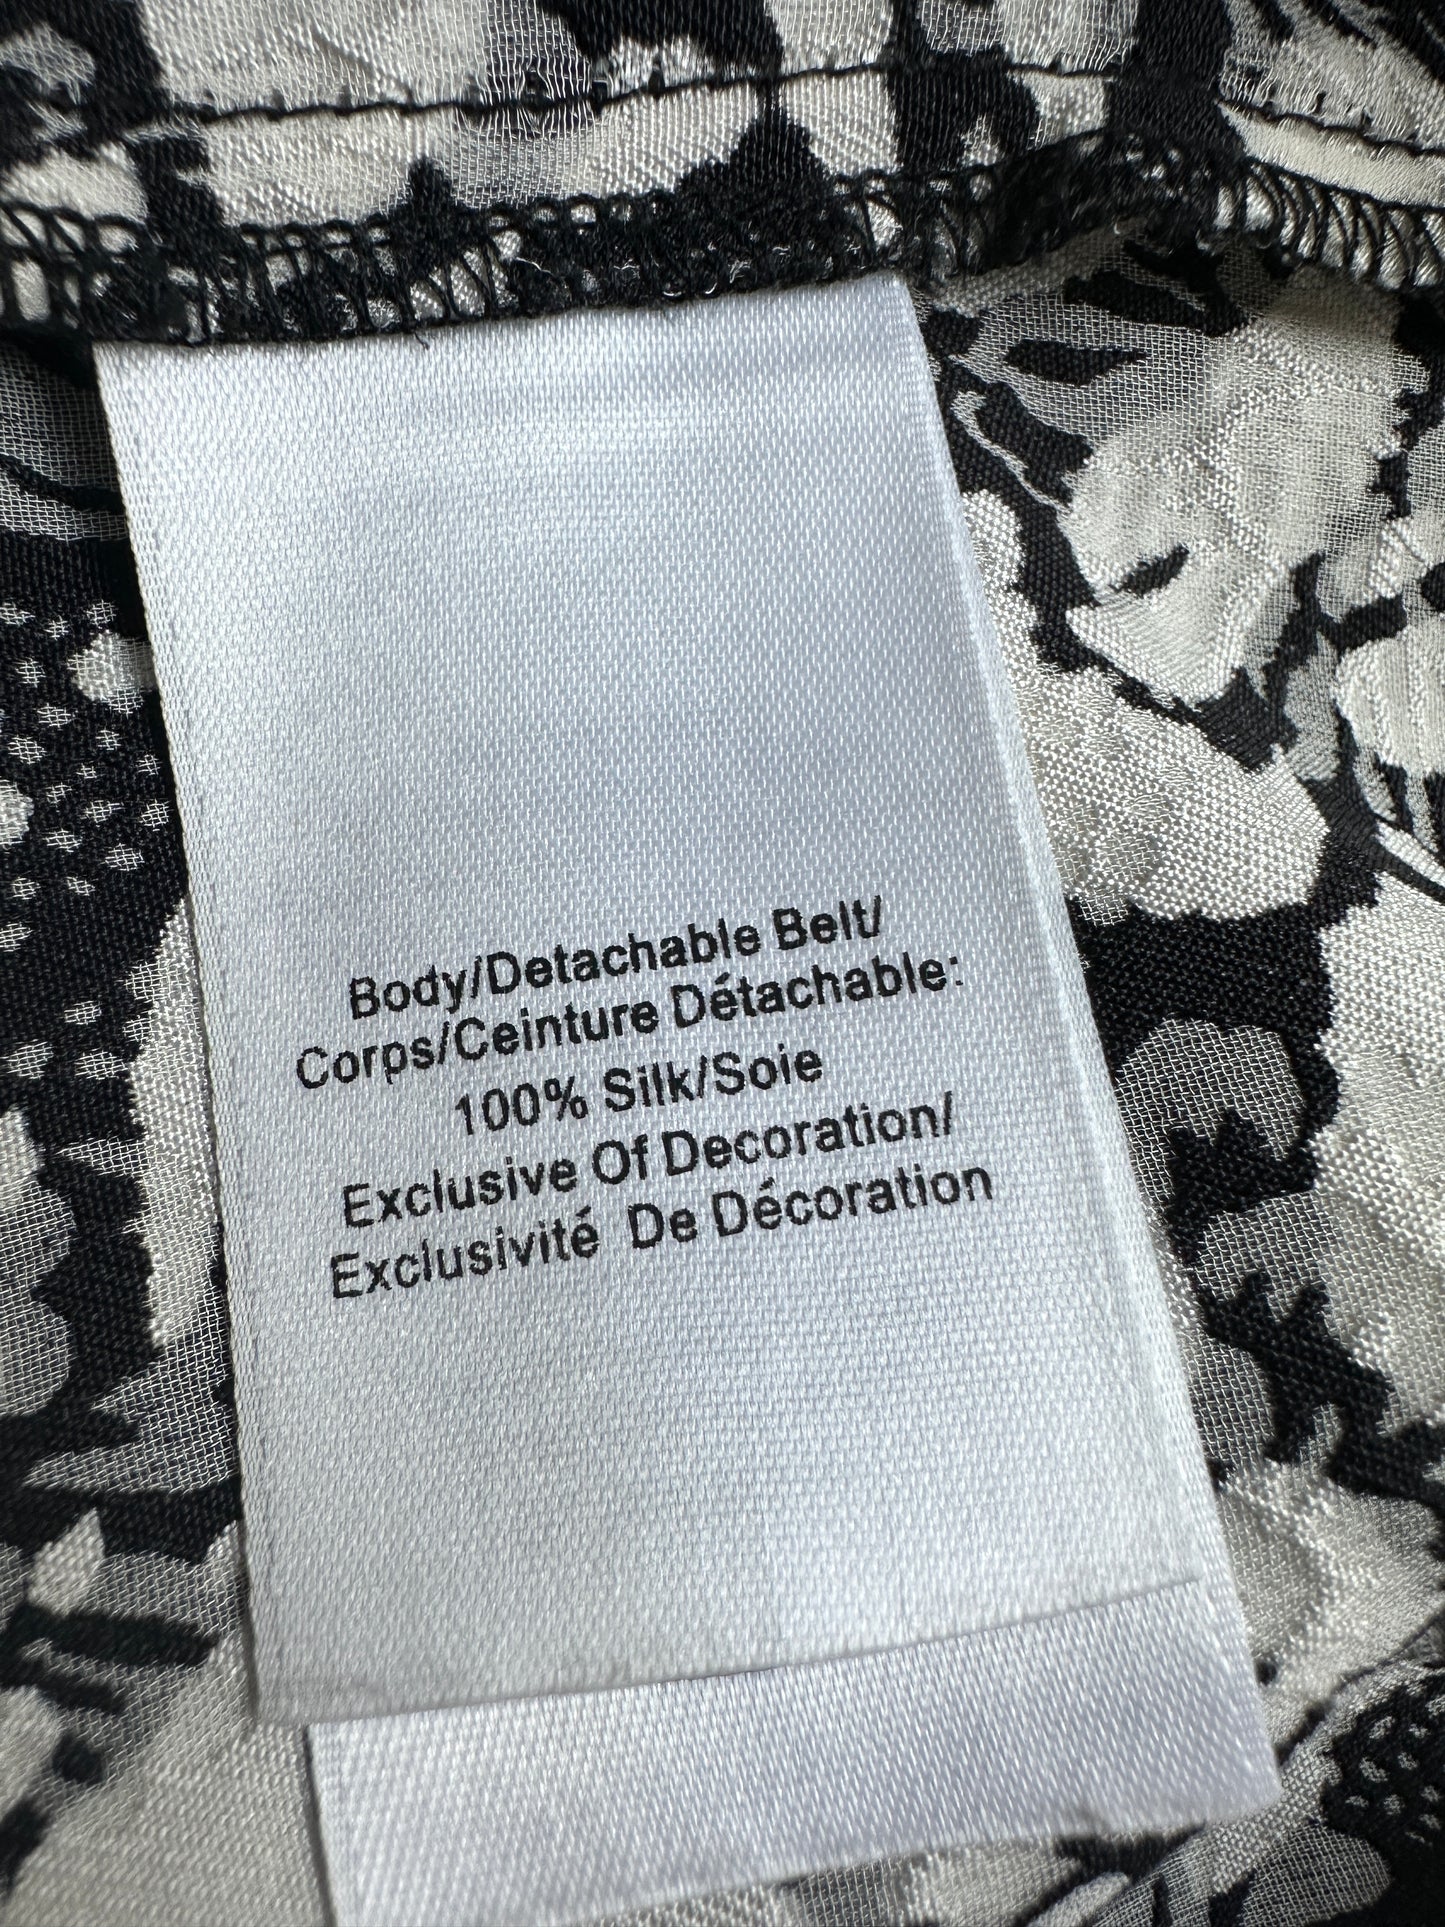 Body/Detachable Belt/
Corps/Ceinture Détachable:
100% Silk/Soie
Exclusive Of Decoration/
Exclusivité De Décoration